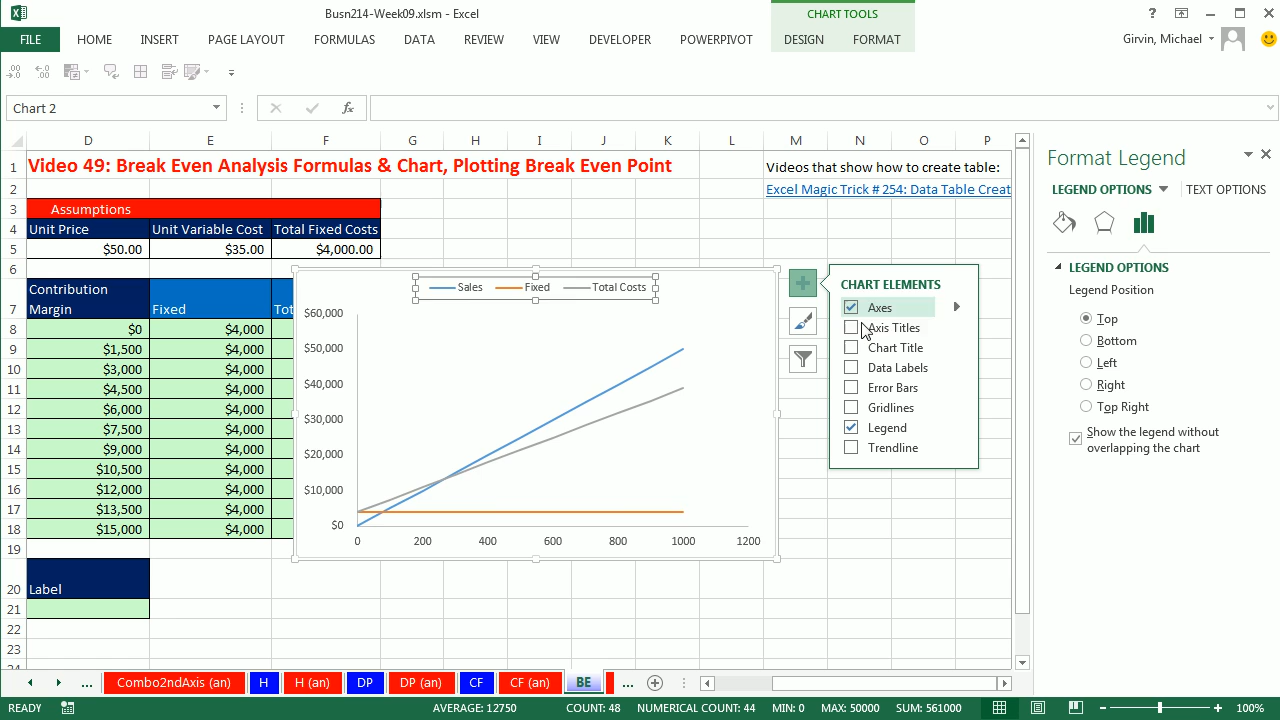 Busn214-Week09.xlsm - Excel
CHART TOOLS
?
FILE HOME INSERT PAGE LAYOUT FORMULAS DATA REVIEW VIEW DEVELOPER POWERPIVOT DESIGN FORMAT Girvin, Michael
Chart 2 fx
D E F G H I J K L M N O P
1 Video 49: Break Even Analysis Formulas & Chart, Plotting Break Even Point Videos that show how to create table:
2 Excel Magic Trick # 254: Data Table Creat
3 Assumptions
4 Unit Price Unit Variable Cost Total Fixed Costs
5 $50.00 $35.00 $4,000.00
6
7 Contribution Margin Fixed Tot
8 $0 $4,000
9 $1,500 $4,000
10 $3,000 $4,000
11 $4,500 $4,000
12 $6,000 $4,000
13 $7,500 $4,000
14 $9,000 $4,000
15 $10,500 $4,000
16 $12,000 $4,000
17 $13,500 $4,000
18 $15,000 $4,000
19
20 Label
21
22
23
Sales Fixed Total Costs
$60,000
$50,000
$40,000
$30,000
$20,000
$10,000
$0
0 200 400 600 800 1000 1200
CHART ELEMENTS
Axes
Axis Titles
Chart Title
Data Labels
Error Bars
Gridlines
Legend
Trendline
Format Legend
LEGEND OPTIONS TEXT OPTIONS
LEGEND OPTIONS
Legend Position
Top
Bottom
Left
Right
Top Right
Show the legend without
overlapping the chart
... Combo2ndAxis (an) H H (an) DP DP (an) CF CF (an) BE ...
READY AVERAGE: 12750 COUNT: 48 NUMERICAL COUNT: 44 MIN: 0 MAX: 50000 SUM: 561000 100%